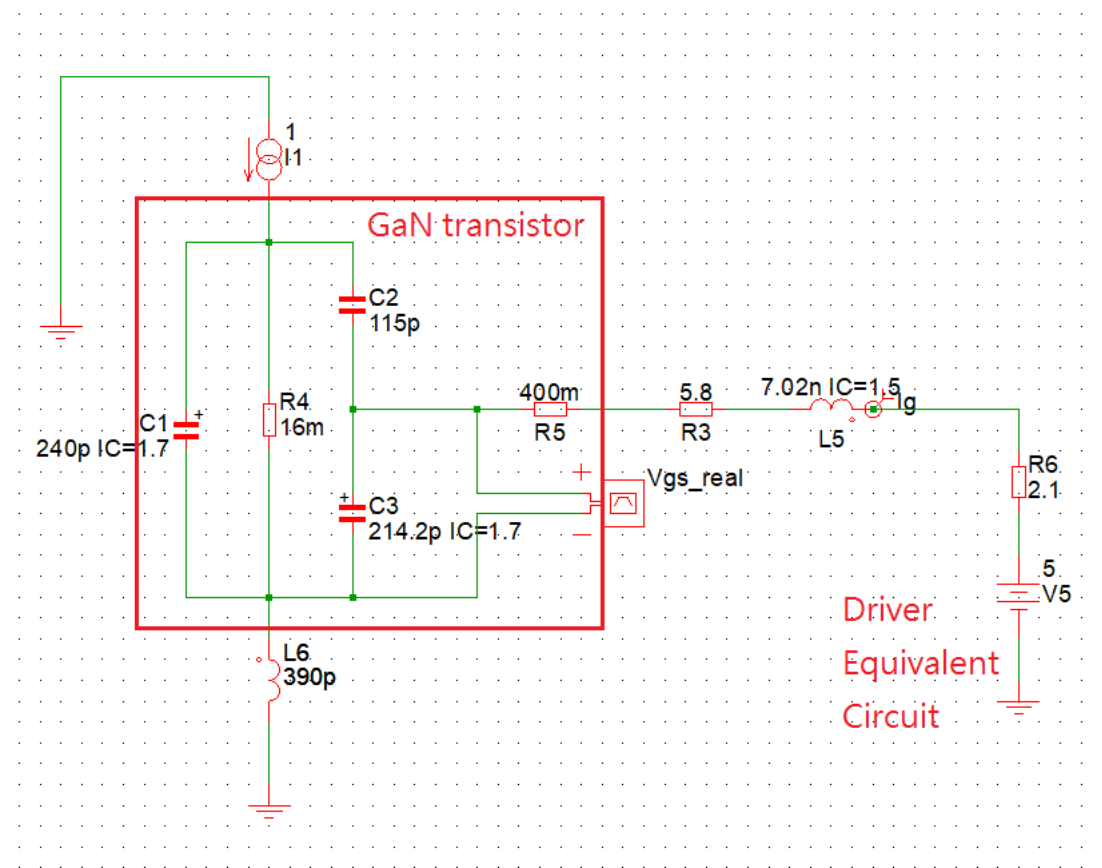 1
I1
GaN transistor
C2
115p
400m
R5
5.8
R3
7.02n IC=1.5
L5
Ig
R4
16m
C1
+
240p IC=1.7
+
C3
214.2p IC=1.7
+
Vgs_real
−
R6
2.1
5
V5
Driver
Equivalent
Circuit
L6
390p